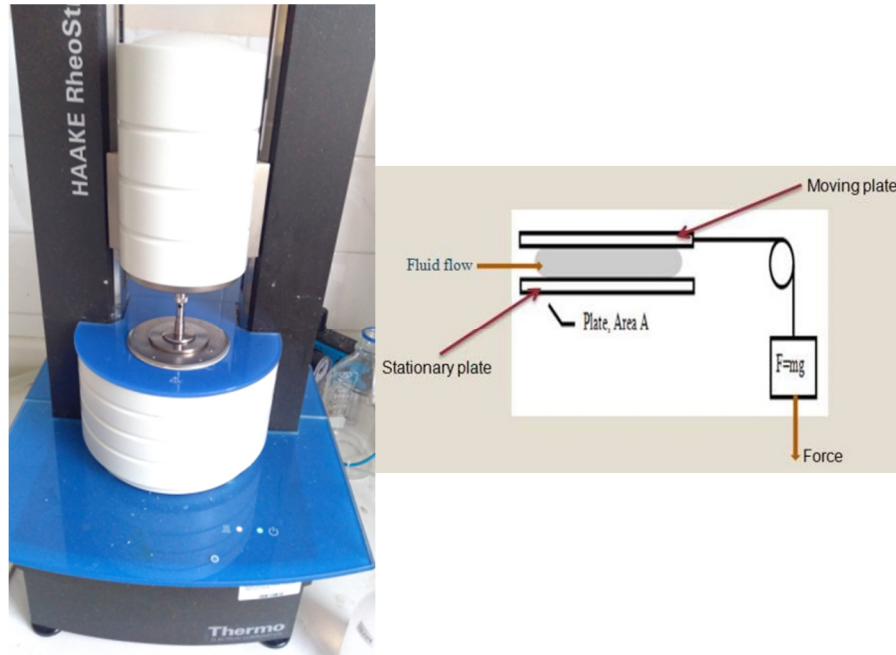 HAAKE RheoSt
Thermo
Moving plate
Fluid flow
Plate, Area A
Stationary plate
F=mg
Force